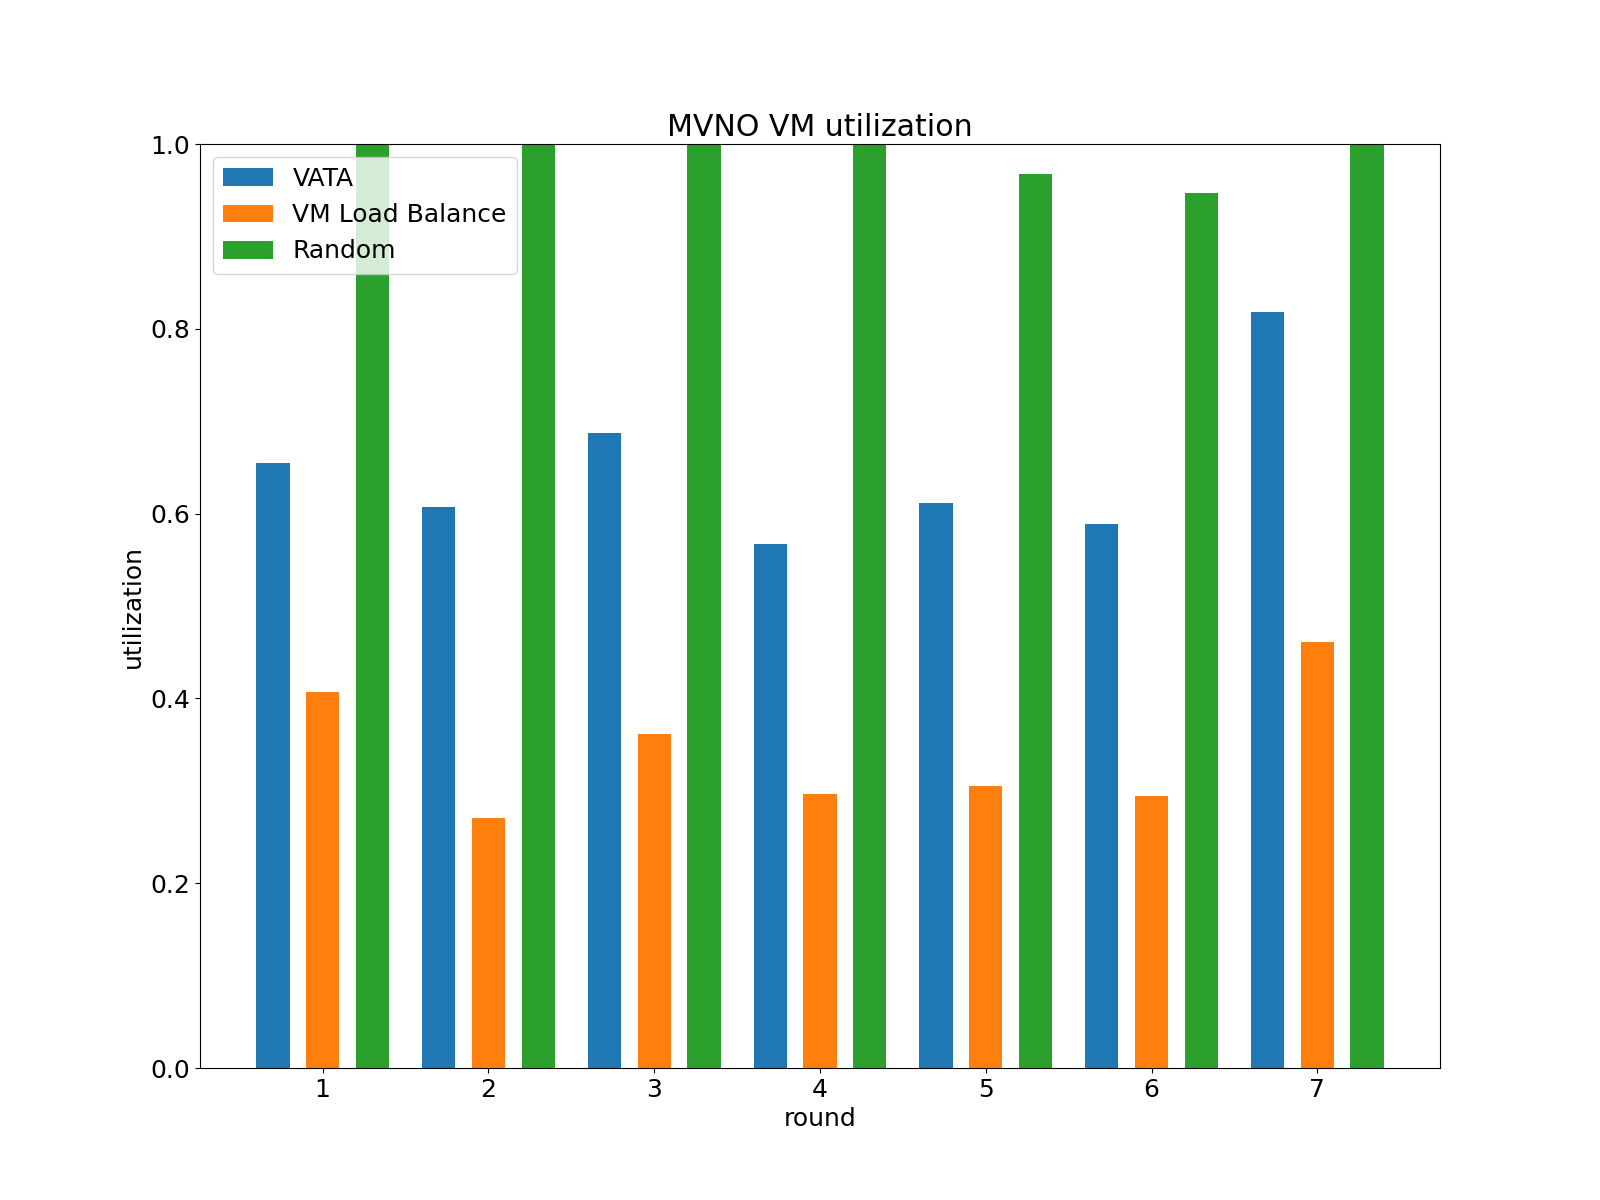 MVNO VM utilization
1.0
0.8
0.6
0.4
0.2
0.0
utilization
VATA
VM Load Balance
Random
1 2 3 4 5 6 7
round